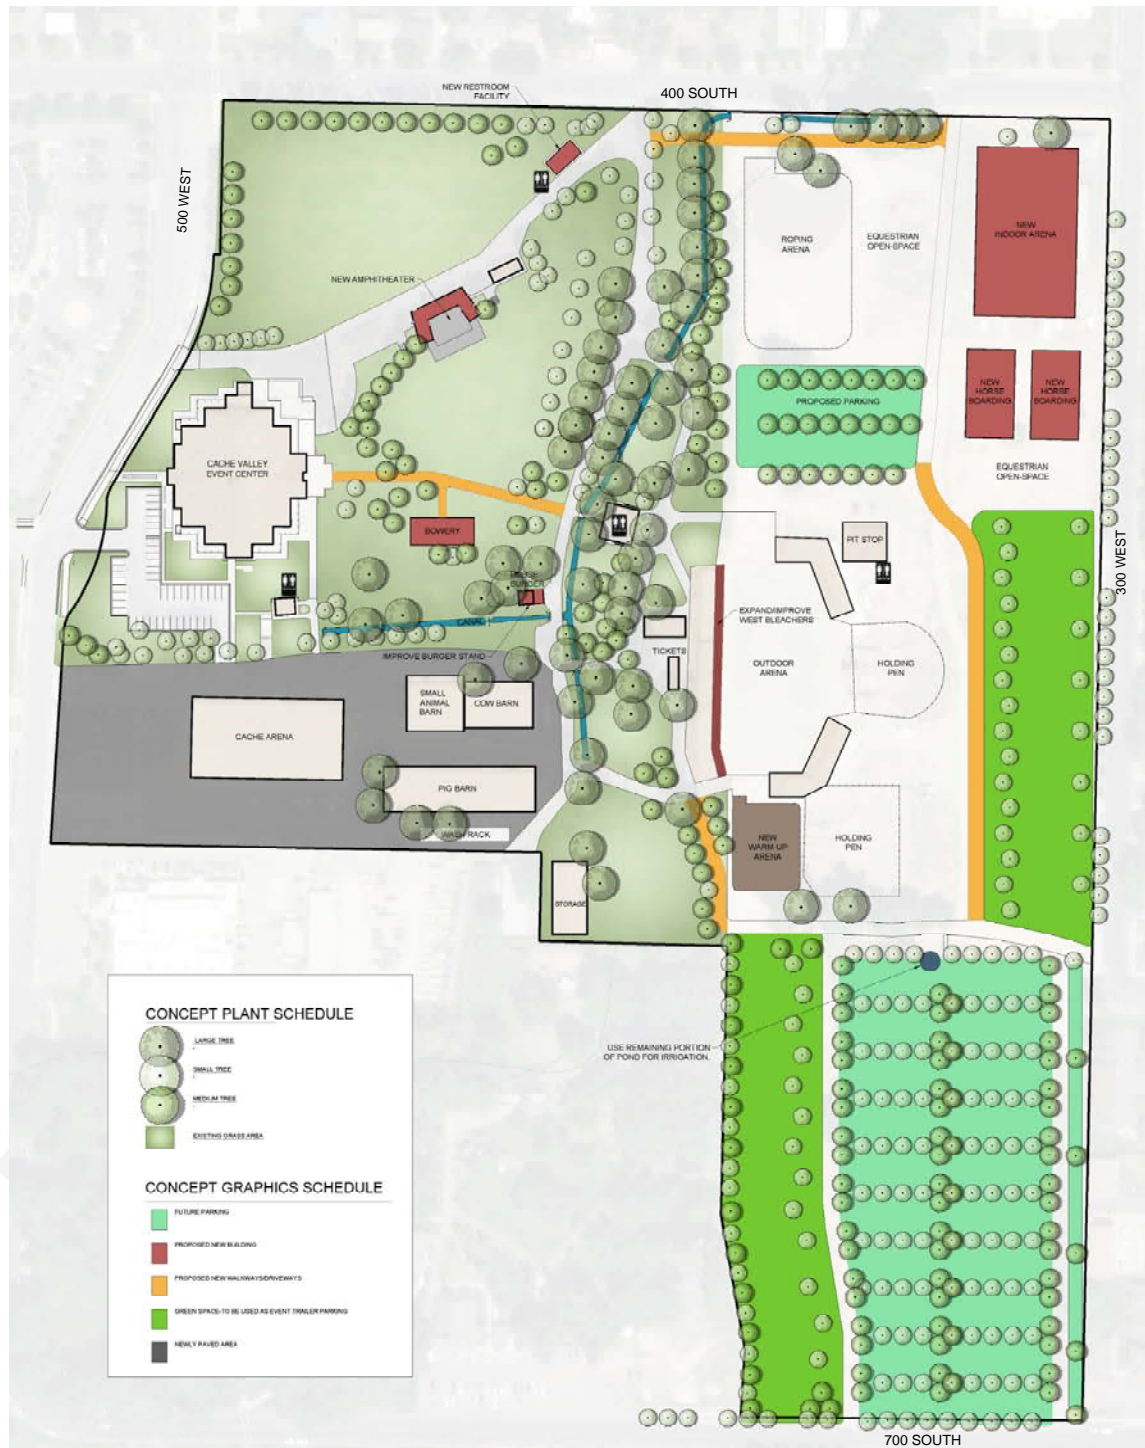 400 SOUTH
NEW RESTROOM
FACILITY
500 WEST
NEW
INDOOR ARENA
ROPING
ARENA
EQUESTRIAN
OPEN-SPACE
NEW AMPHITHEATER
NEW
HORSE
BOARDING
NEW
HORSE
BOARDING
PROPOSED PARKING
CACHE VALLEY
EVENT CENTER
EQUESTRIAN
OPEN-SPACE
BOWERY
PIT STOP
300 WEST
BURGER
EXPAND/IMPROVE
WEST BLEACHERS
CANAL
IMPROVE BURGER STAND
TICKETS
OUTDOOR
ARENA
HOLDING
PEN
SMALL
ANIMAL
BARN
COW BARN
CACHE ARENA
PIG BARN
WASH RACK
NEW
WARM-UP
ARENA
HOLDING
PEN
STORAGE
USE REMAINING PORTION
OF POND FOR IRRIGATION.
CONCEPT PLANT SCHEDULE
LARGE TREE
SMALL TREE
MEDIUM TREE
EXISTING GRASS AREA
CONCEPT GRAPHICS SCHEDULE
FUTURE PARKING
PROPOSED NEW BUILDING
PROPOSED NEW WALKWAYS/DRIVEWAYS
GREEN SPACE-TO BE USED AS EVENT TRAILER PARKING
NEWLY PAVED AREA
700 SOUTH